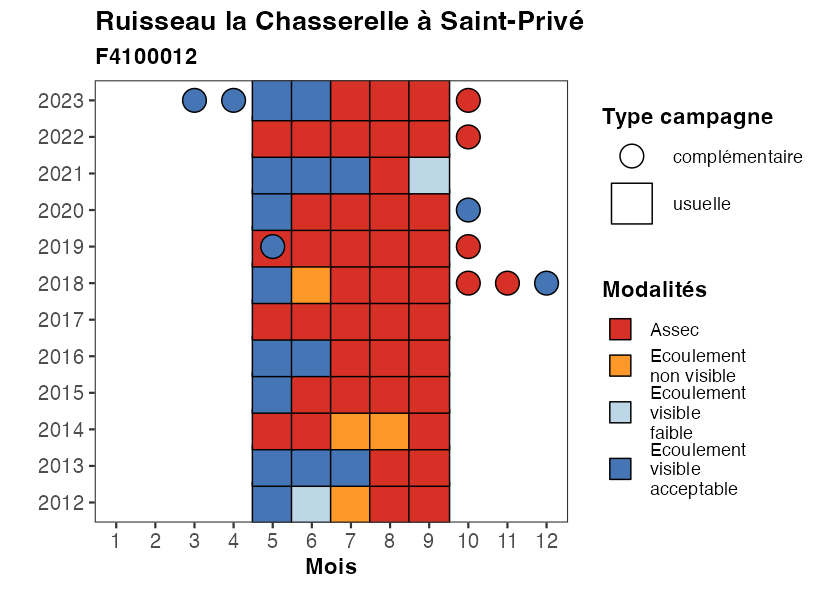 Ruisseau la Chasserelle à Saint-Privé
F4100012
2023
2022
2021
2020
2019
2018
2017
2016
2015
2014
2013
2012
1 2 3 4 5 6 7 8 9 10 11 12
Mois
Type campagne
complémentaire
usuelle
Modalités
Assec
Ecoulement
non visible
Ecoulement
visible
faible
Ecoulement
visible
acceptable